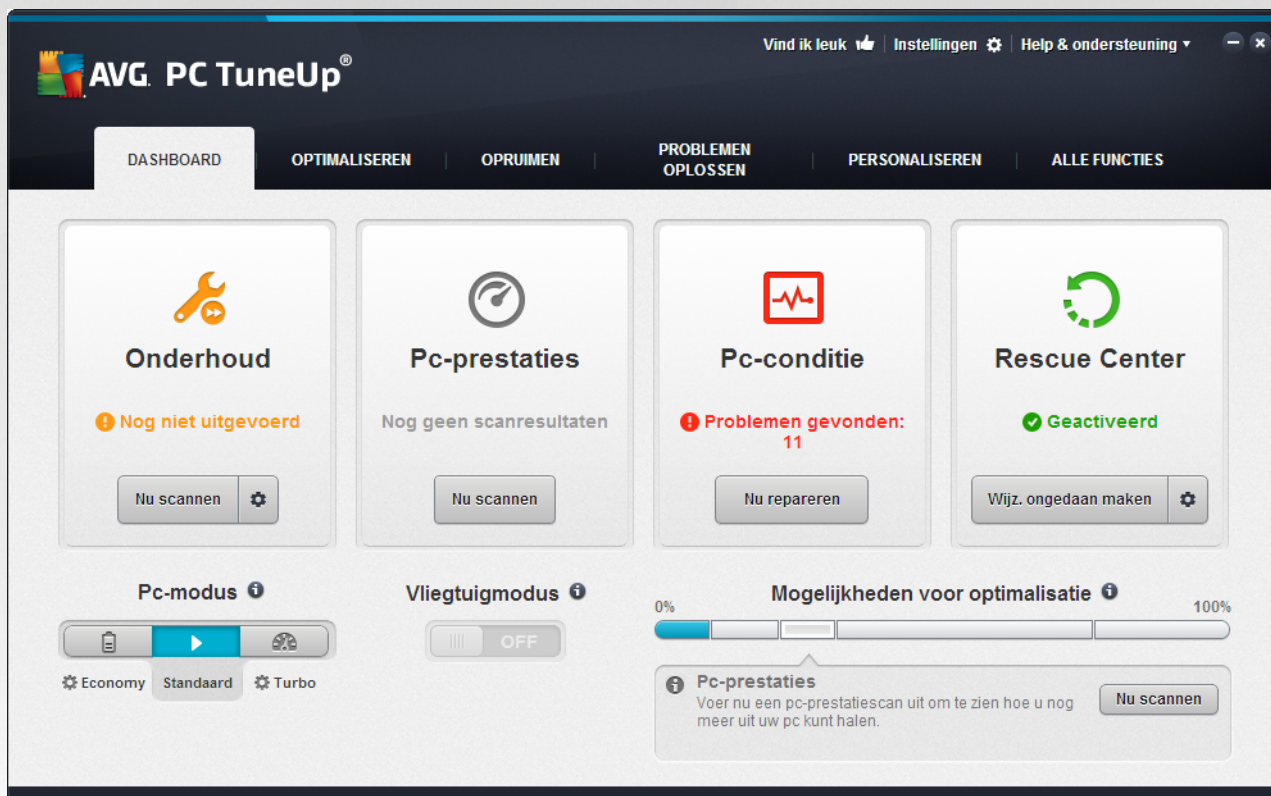 Vind ik leuk
Instellingen
Help & ondersteuning
AVG. PC TuneUp®
DASHBOARD
OPTIMALISEREN
OPRUIMEN
PROBLEMEN
OPLOSSEN
PERSONALISEREN
ALLE FUNCTIES
Onderhoud
Nog niet uitgevoerd
Nu scannen
Pc-prestaties
Nog geen scanresultaten
Nu scannen
Pc-conditie
Problemen gevonden:
11
Nu repareren
Rescue Center
Geactiveerd
Wijz. ongedaan maken
Pc-modus
Economy
Standaard
Turbo
Vliegtuigmodus
OFF
Mogelijkheden voor optimalisatie
0%
100%
Pc-prestaties
Voer nu een pc-prestatiescan uit om te zien hoe u nog
meer uit uw pc kunt halen.
Nu scannen